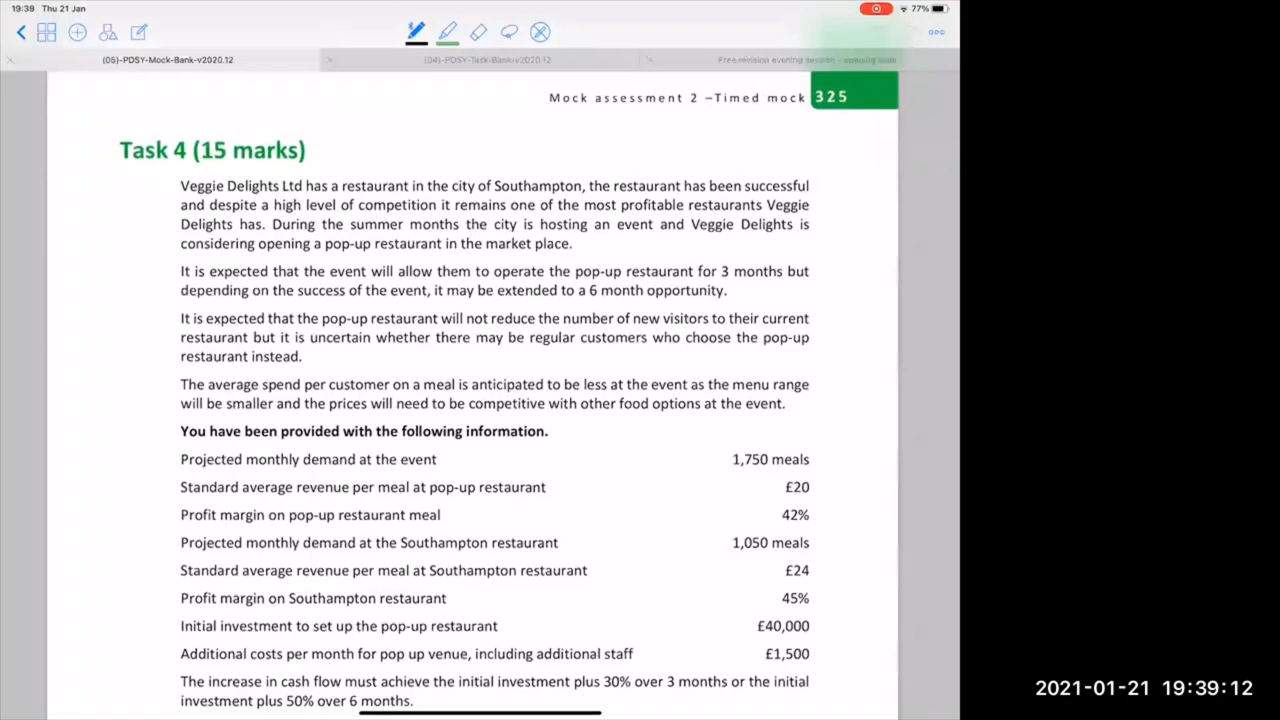 19:39 Thu 21 Jan
77%
(05)-PDSY-Mock-Bank-v2020.12
(04)-PDSY-Task-Bank-v2020.12
Free revision evening session - opening slide
Mock assessment 2 –Timed mock 325
Task 4 (15 marks)
Veggie Delights Ltd has a restaurant in the city of Southampton, the restaurant has been successful
and despite a high level of competition it remains one of the most profitable restaurants Veggie
Delights has. During the summer months the city is hosting an event and Veggie Delights is
considering opening a pop-up restaurant in the market place.
It is expected that the event will allow them to operate the pop-up restaurant for 3 months but
depending on the success of the event, it may be extended to a 6 month opportunity.
It is expected that the pop-up restaurant will not reduce the number of new visitors to their current
restaurant but it is uncertain whether there may be regular customers who choose the pop-up
restaurant instead.
The average spend per customer on a meal is anticipated to be less at the event as the menu range
will be smaller and the prices will need to be competitive with other food options at the event.
You have been provided with the following information.
Projected monthly demand at the event 1,750 meals
Standard average revenue per meal at pop-up restaurant £20
Profit margin on pop-up restaurant meal 42%
Projected monthly demand at the Southampton restaurant 1,050 meals
Standard average revenue per meal at Southampton restaurant £24
Profit margin on Southampton restaurant 45%
Initial investment to set up the pop-up restaurant £40,000
Additional costs per month for pop up venue, including additional staff £1,500
The increase in cash flow must achieve the initial investment plus 30% over 3 months or the initial
investment plus 50% over 6 months.
2021-01-21 19:39:12